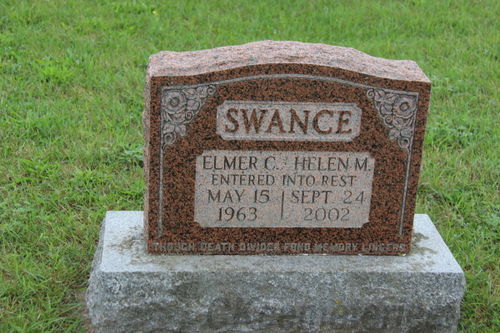 SWANCE
ELMER C. HELEN M.
ENTERED INTO REST
MAY 15 SEPT. 24
1963 2002
THOUGH DEATH DIVIDES FOND MEMORY LINGERS